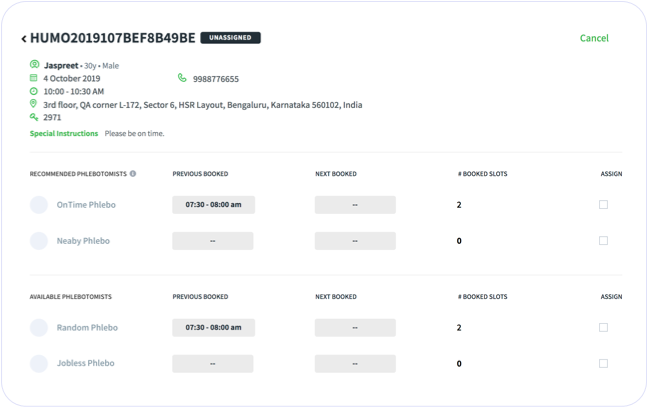 HUMO2019107BEF8B49BE UNASSIGNED Cancel
Jaspreet • 30y • Male
4 October 2019 9988776655
10:00 - 10:30 AM
3rd floor, QA corner L-172, Sector 6, HSR Layout, Bengaluru, Karnataka 560102, India
2971
Special Instructions Please be on time.
RECOMMENDED PHLEBOTOMISTS PREVIOUS BOOKED NEXT BOOKED # BOOKED SLOTS ASSIGN
OnTime Phlebo 07:30 - 08:00 am -- 2
Neaby Phlebo -- -- 0
AVAILABLE PHLEBOTOMISTS PREVIOUS BOOKED NEXT BOOKED # BOOKED SLOTS ASSIGN
Random Phlebo 07:30 - 08:00 am -- 2
Jobless Phlebo -- -- 0